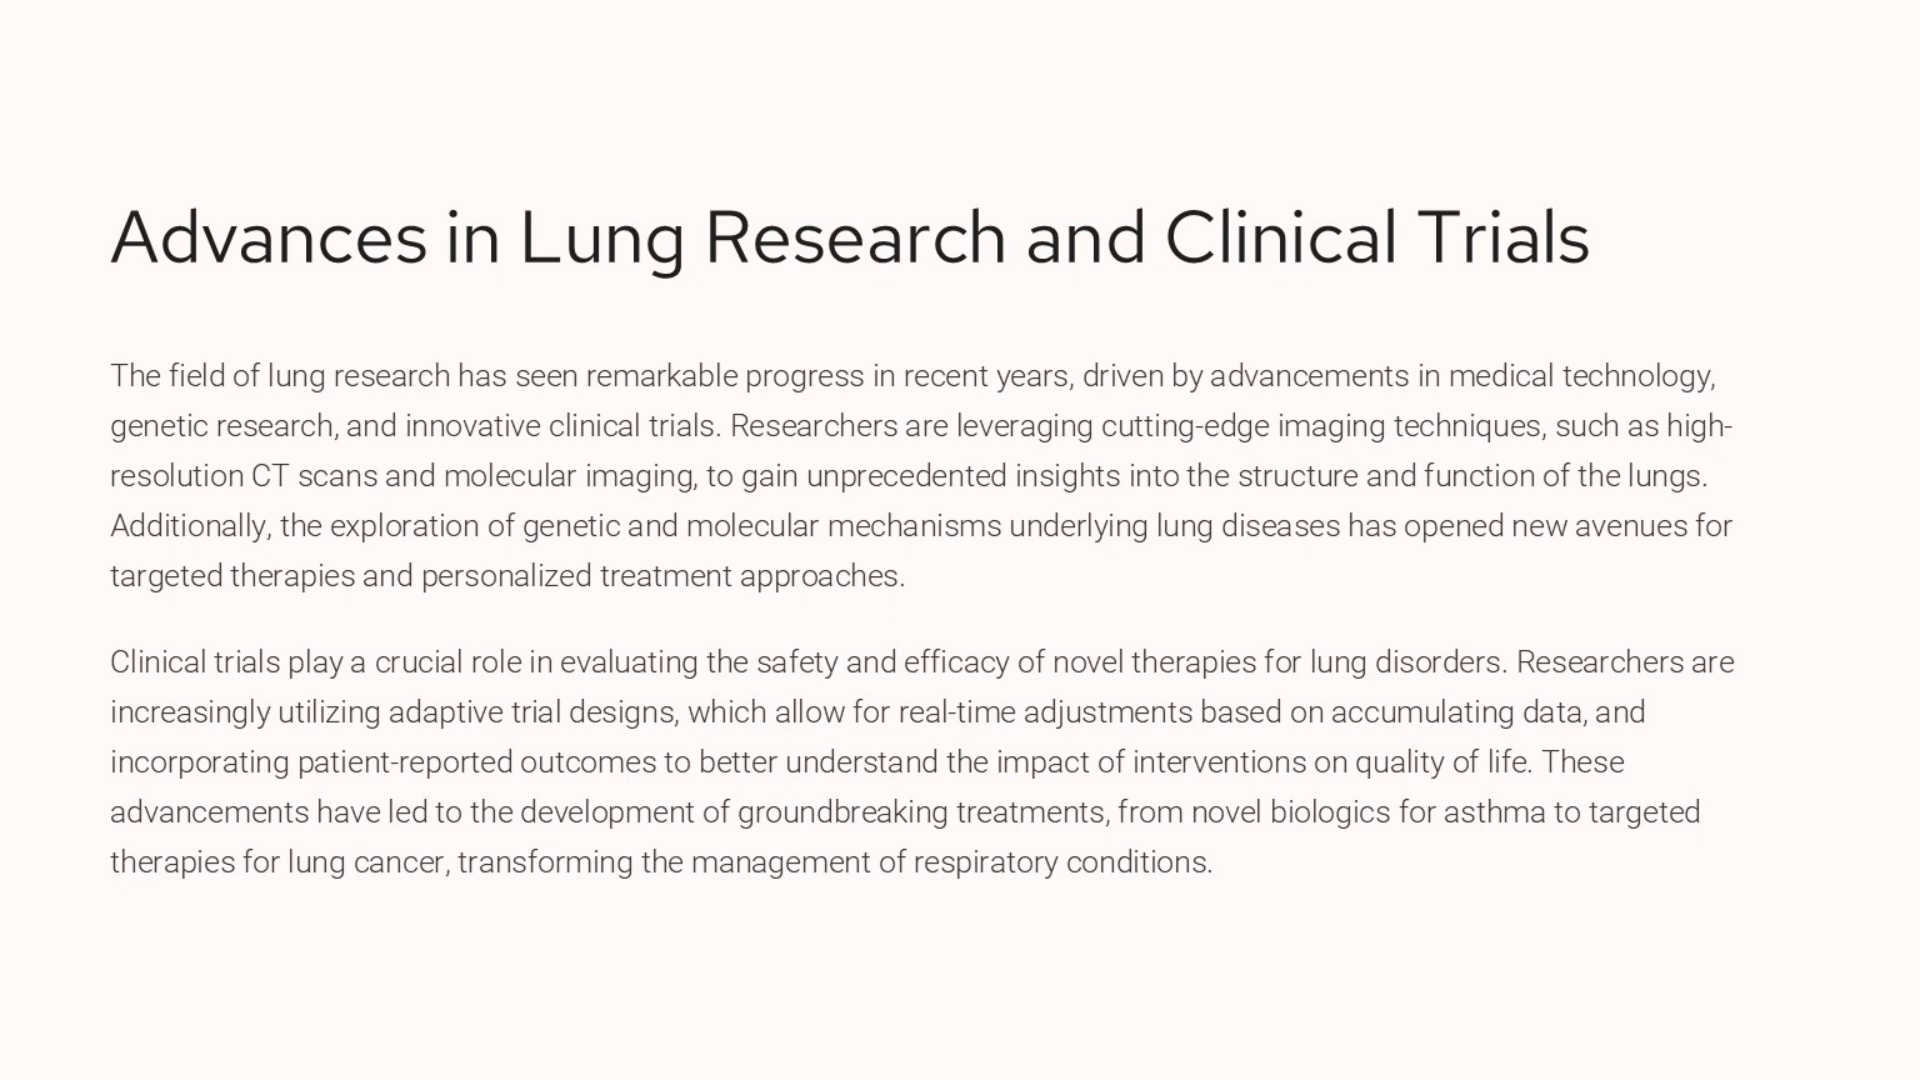 Advances in Lung Research and Clinical Trials
The field of lung research has seen remarkable progress in recent years, driven by advancements in medical technology,
genetic research, and innovative clinical trials. Researchers are leveraging cutting-edge imaging techniques, such as high-
resolution CT scans and molecular imaging, to gain unprecedented insights into the structure and function of the lungs.
Additionally, the exploration of genetic and molecular mechanisms underlying lung diseases has opened new avenues for
targeted therapies and personalized treatment approaches.
Clinical trials play a crucial role in evaluating the safety and efficacy of novel therapies for lung disorders. Researchers are
increasingly utilizing adaptive trial designs, which allow for real-time adjustments based on accumulating data, and
incorporating patient-reported outcomes to better understand the impact of interventions on quality of life. These
advancements have led to the development of groundbreaking treatments, from novel biologics for asthma to targeted
therapies for lung cancer, transforming the management of respiratory conditions.